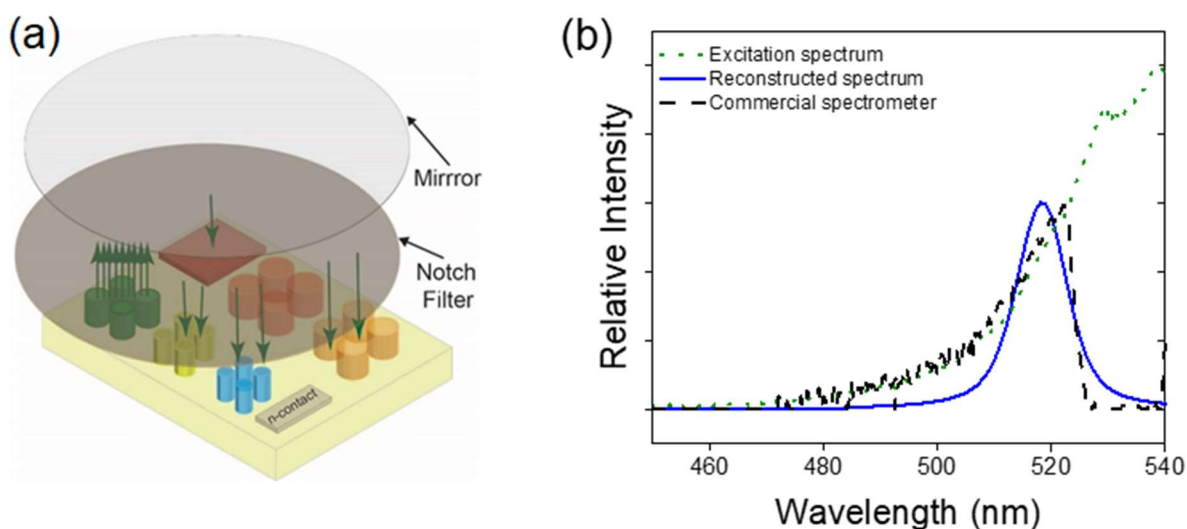 (a)
Mirrror
Notch
Filter
n-contact
(b)
Excitation spectrum
Reconstructed spectrum
Commercial spectrometer
Relative Intensity
460 480 500 520 540
Wavelength (nm)